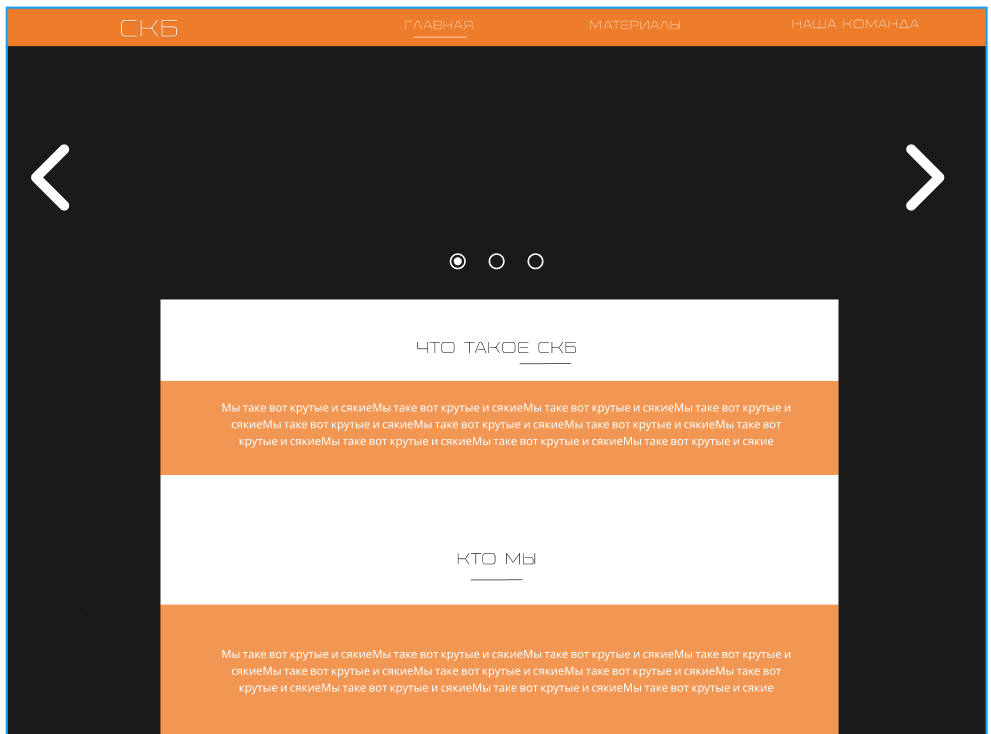 СКБ
ГЛАВНАЯ
МАТЕРИАЛЫ
НАША КОМАНДА
ЧТО ТАКОЕ СКБ
Мы таке вот крутые и сякиеМы таке вот крутые и сякиеМы таке вот крутые и сякиеМы таке вот крутые и
сякиеМы таке вот крутые и сякиеМы таке вот крутые и сякиеМы таке вот крутые и сякиеМы таке вот
крутые и сякиеМы таке вот крутые и сякиеМы таке вот крутые и сякиеМы таке вот крутые и сякие
КТО МЫ
Мы таке вот крутые и сякиеМы таке вот крутые и сякиеМы таке вот крутые и сякиеМы таке вот крутые и
сякиеМы таке вот крутые и сякиеМы таке вот крутые и сякиеМы таке вот крутые и сякиеМы таке вот
крутые и сякиеМы таке вот крутые и сякиеМы таке вот крутые и сякиеМы таке вот крутые и сякие